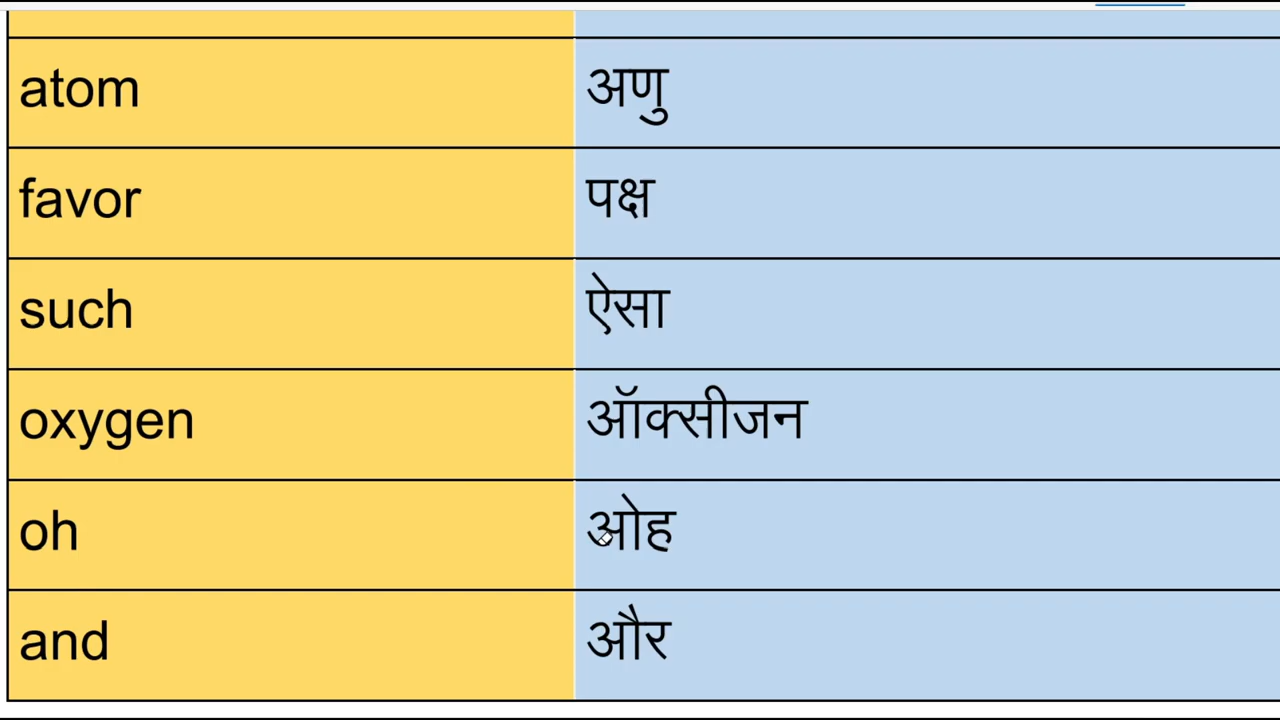 atom अणु
favor पक्ष
such ऐसा
oxygen ऑक्सीजन
oh ओह
and और